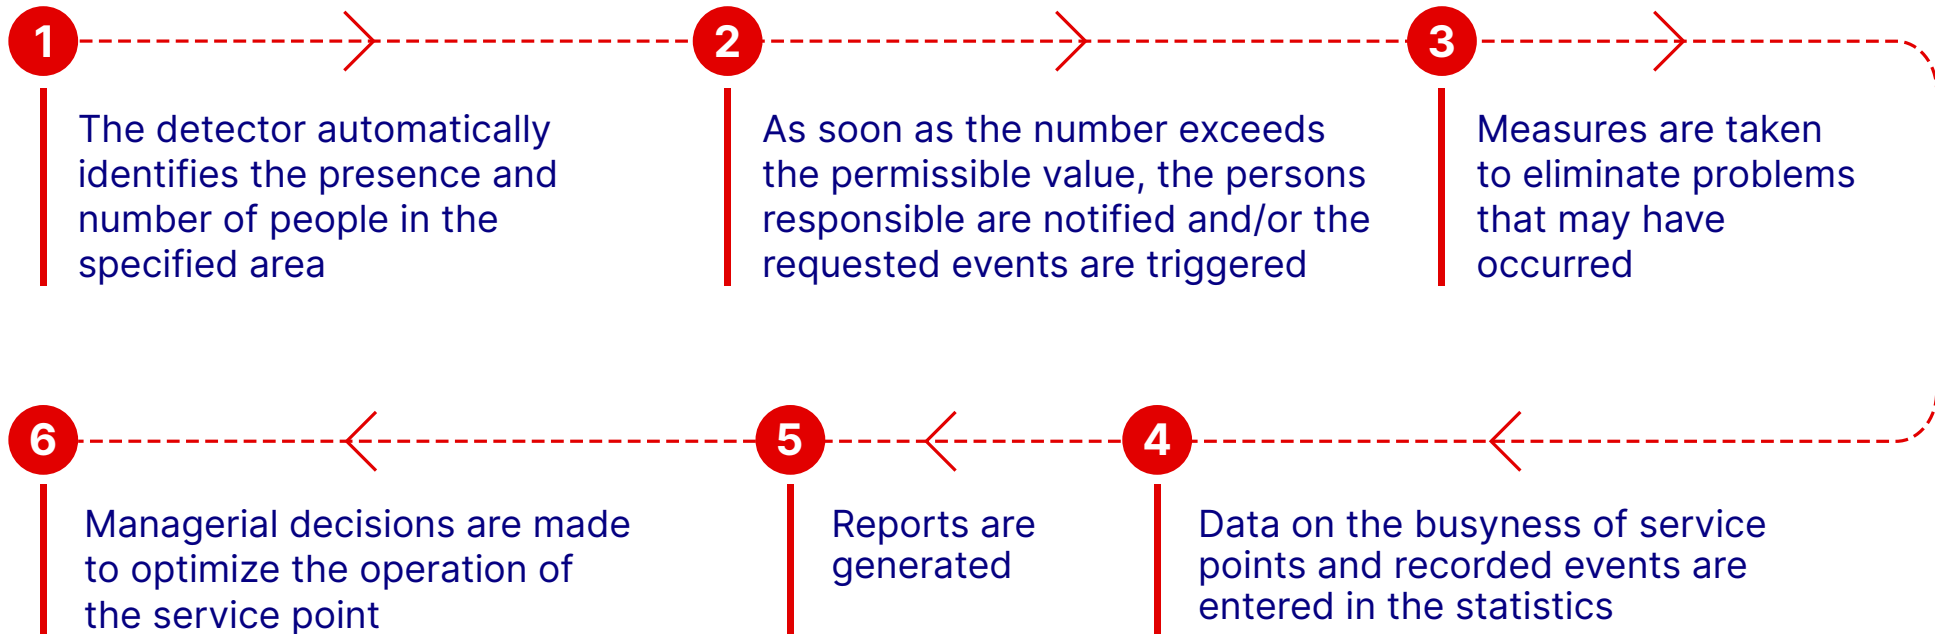 1
The detector automatically
identifies the presence and
number of people in the
specified area
2
As soon as the number exceeds
the permissible value, the persons
responsible are notified and/or the
requested events are triggered
3
Measures are taken
to eliminate problems
that may have
occurred
4
Data on the busyness of service
points and recorded events are
entered in the statistics
5
Reports are
generated
6
Managerial decisions are made
to optimize the operation of
the service point